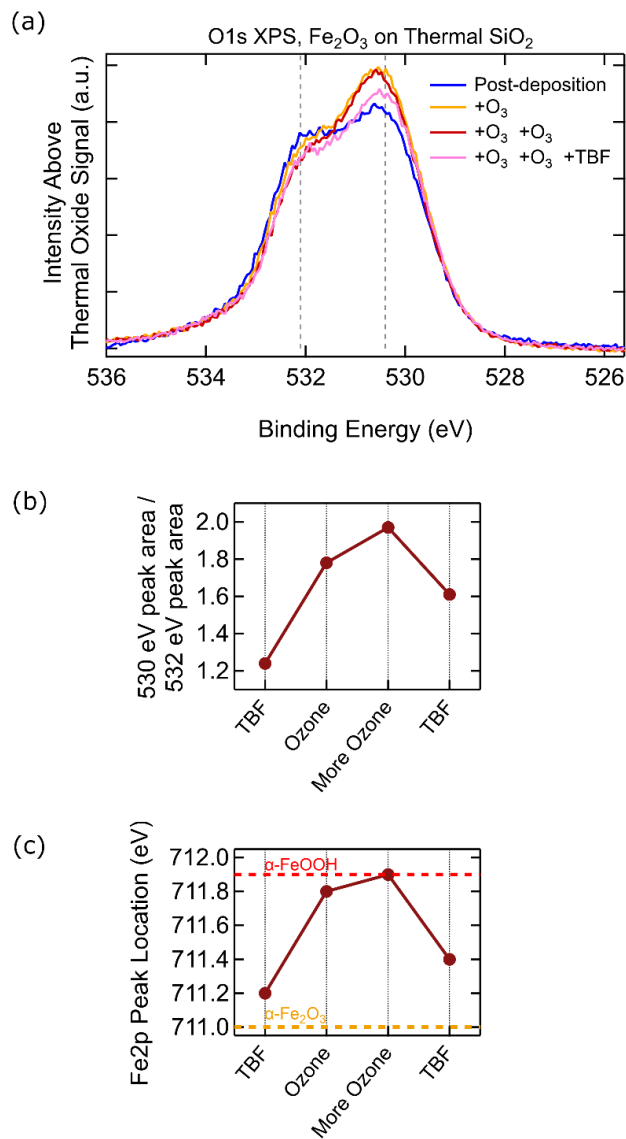 (a)
O1s XPS, Fe₂O₃ on Thermal SiO₂
Intensity Above
Thermal Oxide Signal (a.u.)
Post-deposition
+O₃
+O₃ +O₃
+O₃ +O₃ +TBF
536 534 532 530 528 526
Binding Energy (eV)
(b)
530 eV peak area /
532 eV peak area
2.0
1.8
1.6
1.4
1.2
TBF
Ozone
More Ozone
TBF
(c)
Fe2p Peak Location (eV)
712.0
711.8
711.6
711.4
711.2
711.0
α-FeOOH
α-Fe₂O₃
TBF
Ozone
More Ozone
TBF